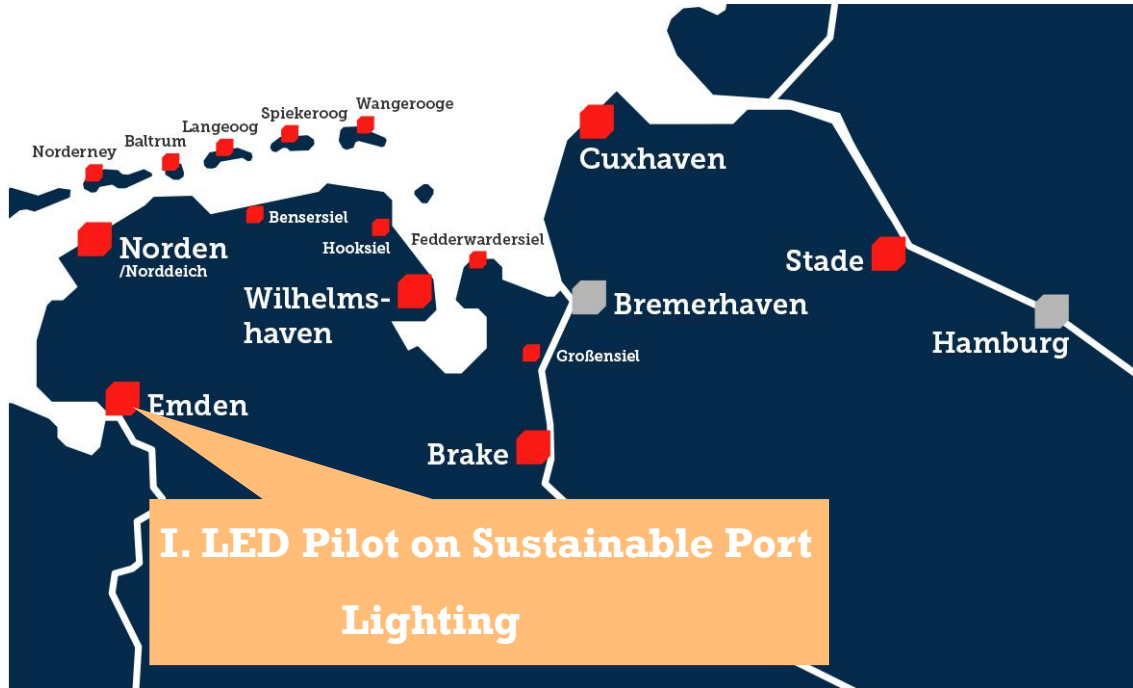 Wangerooge
Spiekeroog
Langeoog
Baltrum
Norderney
Cuxhaven
Bensersiel
Hooksiel
Fedderwardersiel
Norden
/Norddeich
Stade
Wilhelms-
haven
Bremerhaven
Hamburg
Großensiel
Emden
Brake
I. LED Pilot on Sustainable Port
Lighting